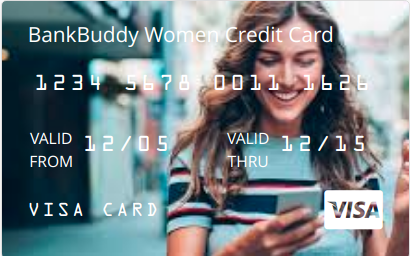 BankBuddy Women Credit Card
1234 5678 0011 1626
VALID FROM 12/05 VALID THRU 12/15
VISA CARD VISA